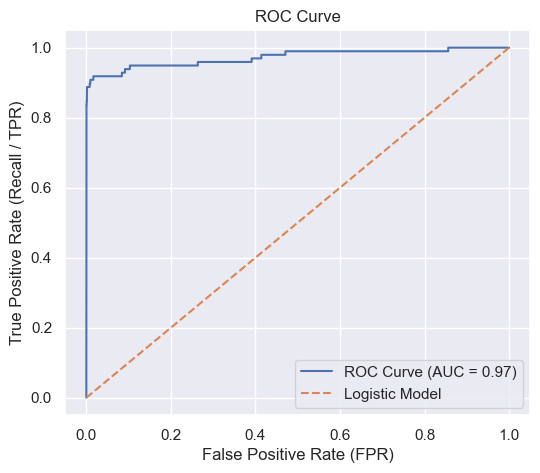 ROC Curve
1.0
0.8
0.6
0.4
0.2
0.0
True Positive Rate (Recall / TPR)
ROC Curve (AUC = 0.97)
Logistic Model
0.0 0.2 0.4 0.6 0.8 1.0
False Positive Rate (FPR)